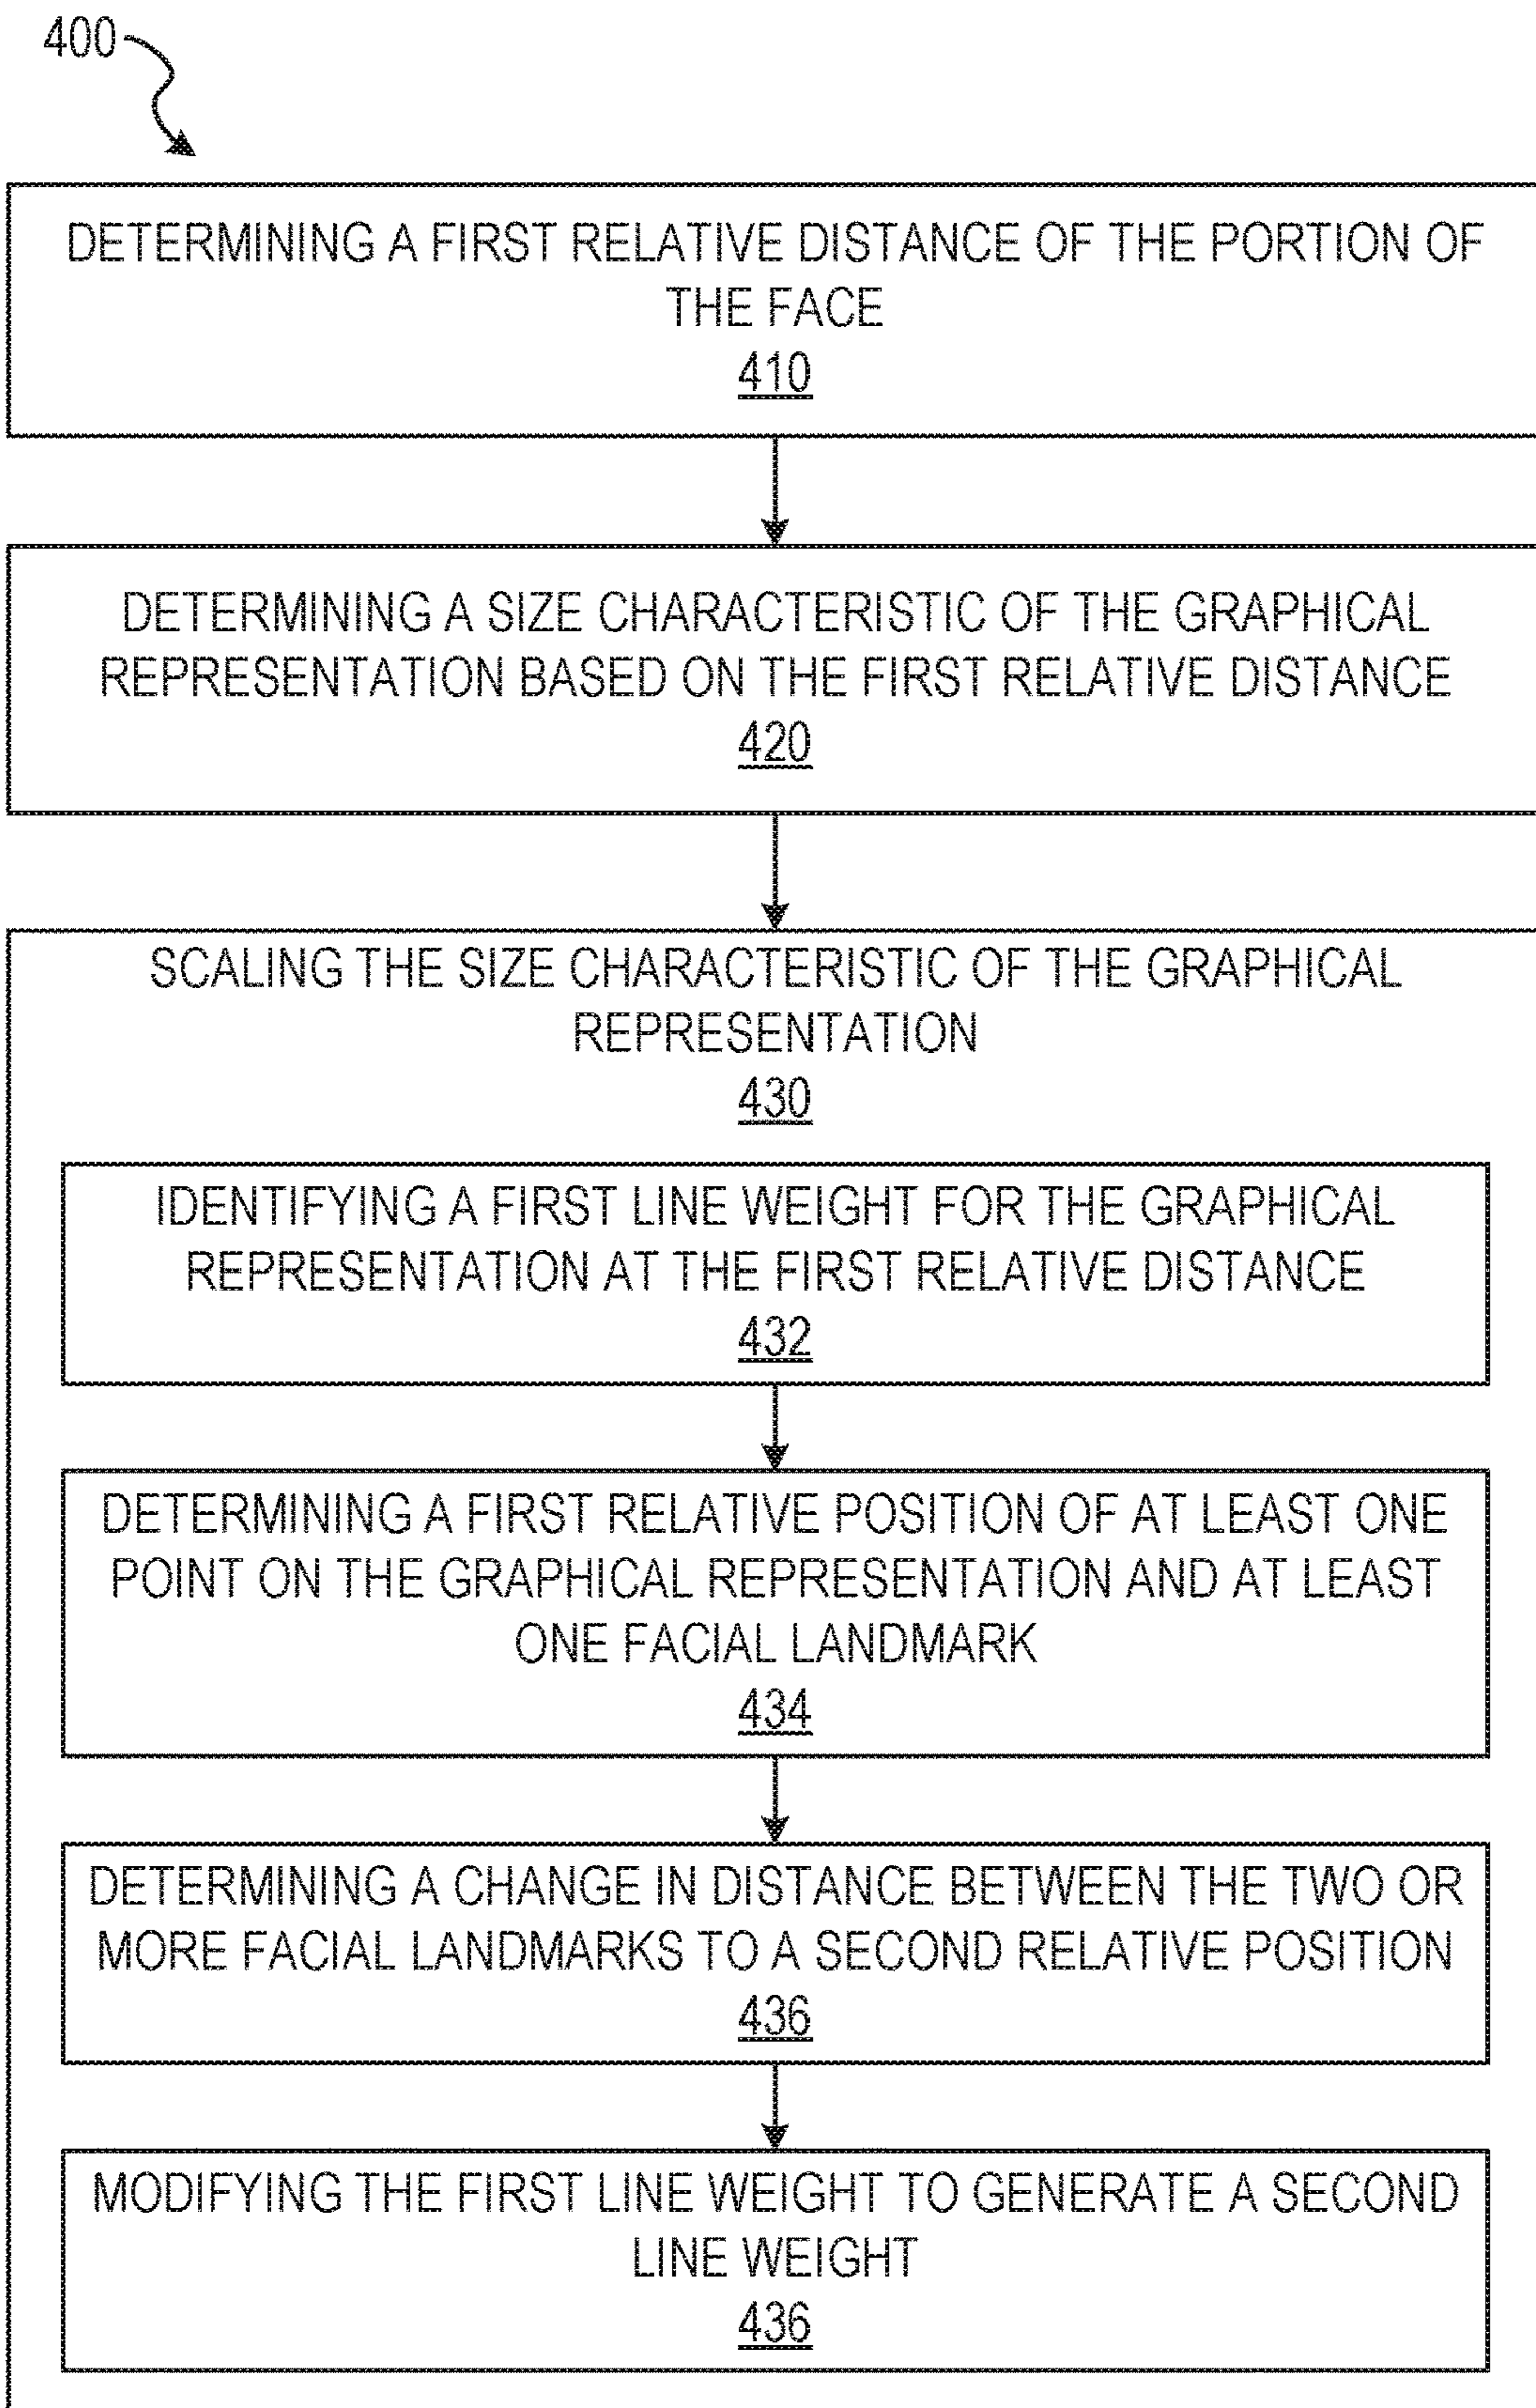 400
DETERMINING A FIRST RELATIVE DISTANCE OF THE PORTION OF
THE FACE
410
DETERMINING A SIZE CHARACTERISTIC OF THE GRAPHICAL
REPRESENTATION BASED ON THE FIRST RELATIVE DISTANCE
420
SCALING THE SIZE CHARACTERISTIC OF THE GRAPHICAL
REPRESENTATION
430
IDENTIFYING A FIRST LINE WEIGHT FOR THE GRAPHICAL
REPRESENTATION AT THE FIRST RELATIVE DISTANCE
432
DETERMINING A FIRST RELATIVE POSITION OF AT LEAST ONE
POINT ON THE GRAPHICAL REPRESENTATION AND AT LEAST
ONE FACIAL LANDMARK
434
DETERMINING A CHANGE IN DISTANCE BETWEEN THE TWO OR
MORE FACIAL LANDMARKS TO A SECOND RELATIVE POSITION
436
MODIFYING THE FIRST LINE WEIGHT TO GENERATE A SECOND
LINE WEIGHT
436